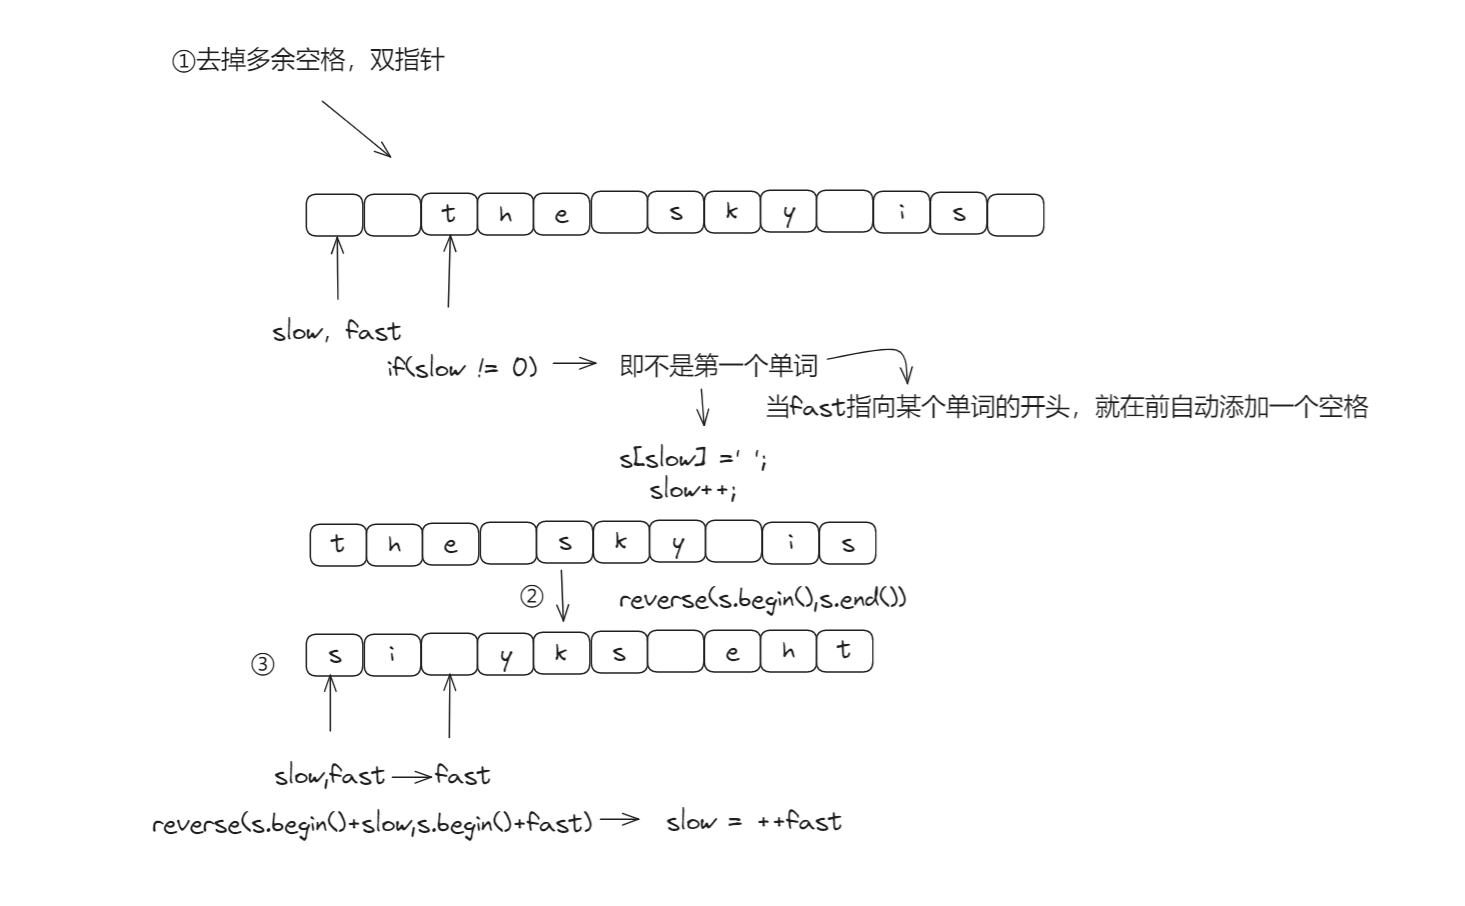 ①去掉多余空格，双指针
t h e s k y i s
slow, fast
if(slow != 0)
即不是第一个单词
当fast指向某个单词的开头，就在前自动添加一个空格
s[slow] =' ';
slow++;
t h e s k y i s
②
reverse(s.begin(),s.end())
③
s i y k s e h t
slow,fast
fast
reverse(s.begin()+slow,s.begin()+fast)
slow = ++fast